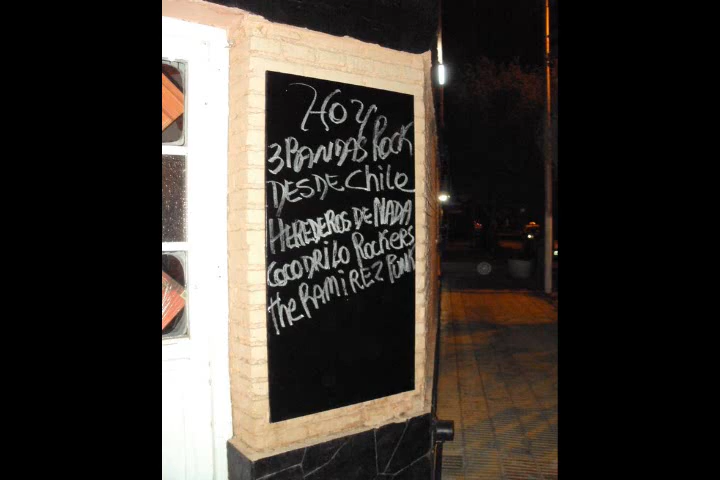 HOY
3 BANDAS ROCK
DESDE Chile
HEREDEROS DE NADA
COCODRILO ROCKERS
the RAMIREZ PUNK